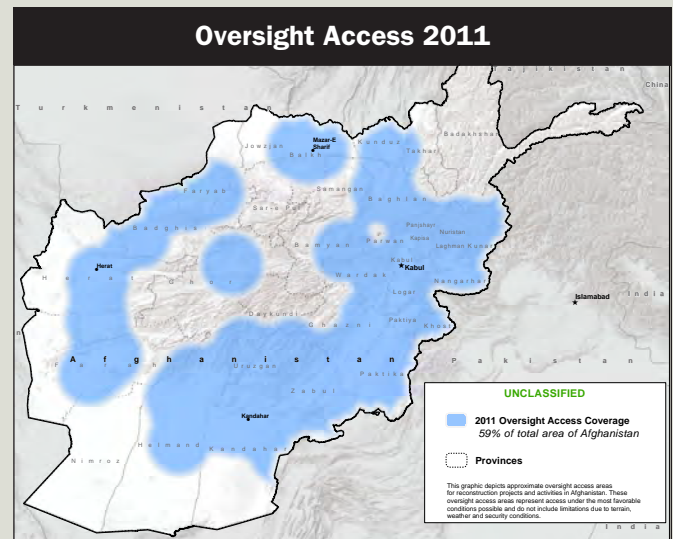 Oversight Access 2011
Tajikistan
China
Turkmenistan
Mazar-E
Sharif
Jowzjan
Balkh
Kunduz
Badakhshan
Takhar
Faryab
Samangan
Baghlan
Sar-e Pol
Panjshayr
Nuristan
Badghis
Kapisa
Bamyan
Parwan
Laghman
Kunar
Kabul
Herat
Kabul
Herat
Ghor
Wardak
Nangarhar
Logar
India
Islamabad
Daykundi
Paktiya
Ghazni
Khost
Afghanistan
Farah
Uruzgan
Pakistan
Paktika
Zabul
UNCLASSIFIED
Kandahar
2011 Oversight Access Coverage
59% of total area of Afghanistan
Helmand
Kandahar
Nimroz
Provinces
This graphic depicts approximate oversight access areas
for reconstruction projects and activities in Afghanistan. These
oversight access areas represent access under the most favorable
conditions possible and do not include limitations due to terrain,
weather and security conditions.
India